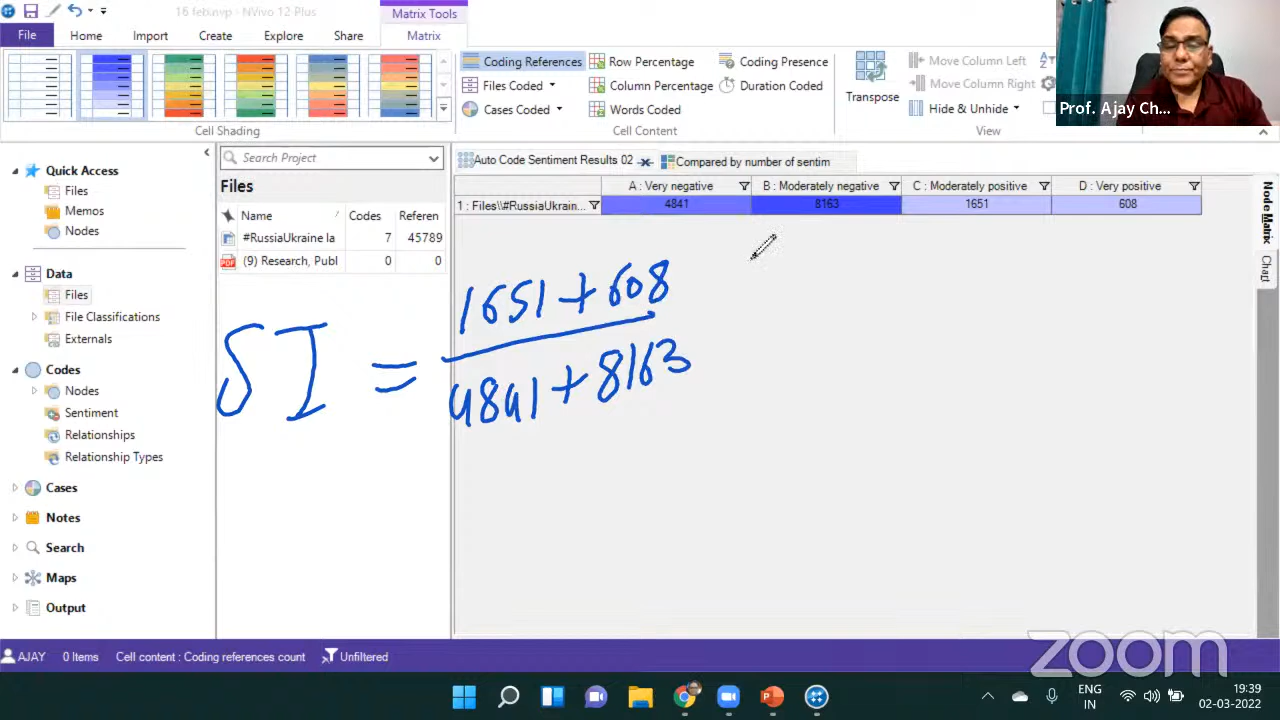 16 feb.nvp - NVivo 12 Plus
Matrix Tools
File Home Import Create Explore Share Matrix
Coding References Row Percentage Coding Presence
Files Coded Column Percentage Duration Coded
Cases Coded Words Coded
Cell Shading Cell Content
Transpose
Move Column Left
Move Column Right
Hide & Unhide
View
Prof. Ajay Ch...
Quick Access
Files
Memos
Nodes
Data
Files
File Classifications
Externals
Codes
Nodes
Sentiment
Relationships
Relationship Types
Cases
Notes
Search
Maps
Output
Search Project
Files
Name Codes Referen
#RussiaUkraine la 7 45789
(9) Research, Publ 0 0
Auto Code Sentiment Results 02 Compared by number of sentim
A : Very negative B : Moderately negative C : Moderately positive D : Very positive
1 : Files\\#RussiaUkrain... 4841 8163 1651 608
Node Matrix
Chart
SI = 1651+608
4841+8163
zoom
AJAY 0 Items Cell content : Coding references count Unfiltered
ENG
IN
19:39
02-03-2022